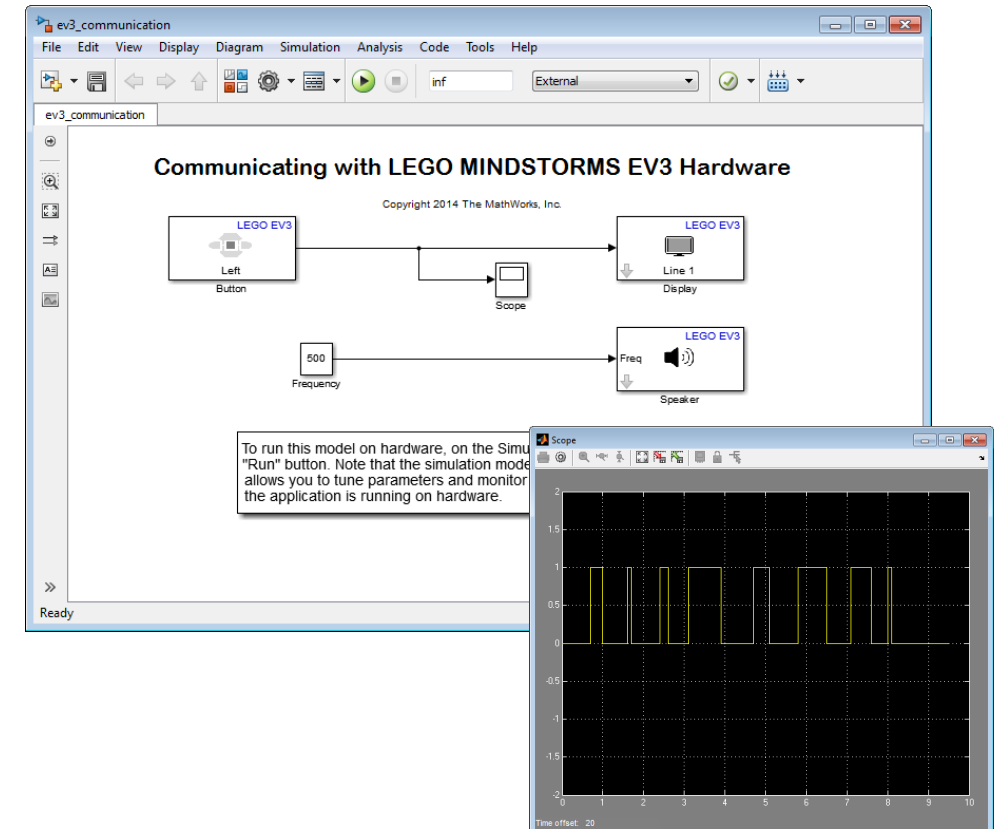 ev3_communication
File Edit View Display Diagram Simulation Analysis Code Tools Help
inf External
ev3_communication
Communicating with LEGO MINDSTORMS EV3 Hardware
Copyright 2014 The MathWorks, Inc.
LEGO EV3
Left
Button
Scope
LEGO EV3
Line 1
Display
500
Frequency
LEGO EV3
Freq
Speaker
To run this model on hardware, on the Simu
"Run" button. Note that the simulation mode
allows you to tune parameters and monitor
the application is running on hardware.
Ready
Scope
2
1.5
1
0.5
0
-0.5
-1
-1.5
-2
0 1 2 3 4 5 6 7 8 9 10
Time offset: 20